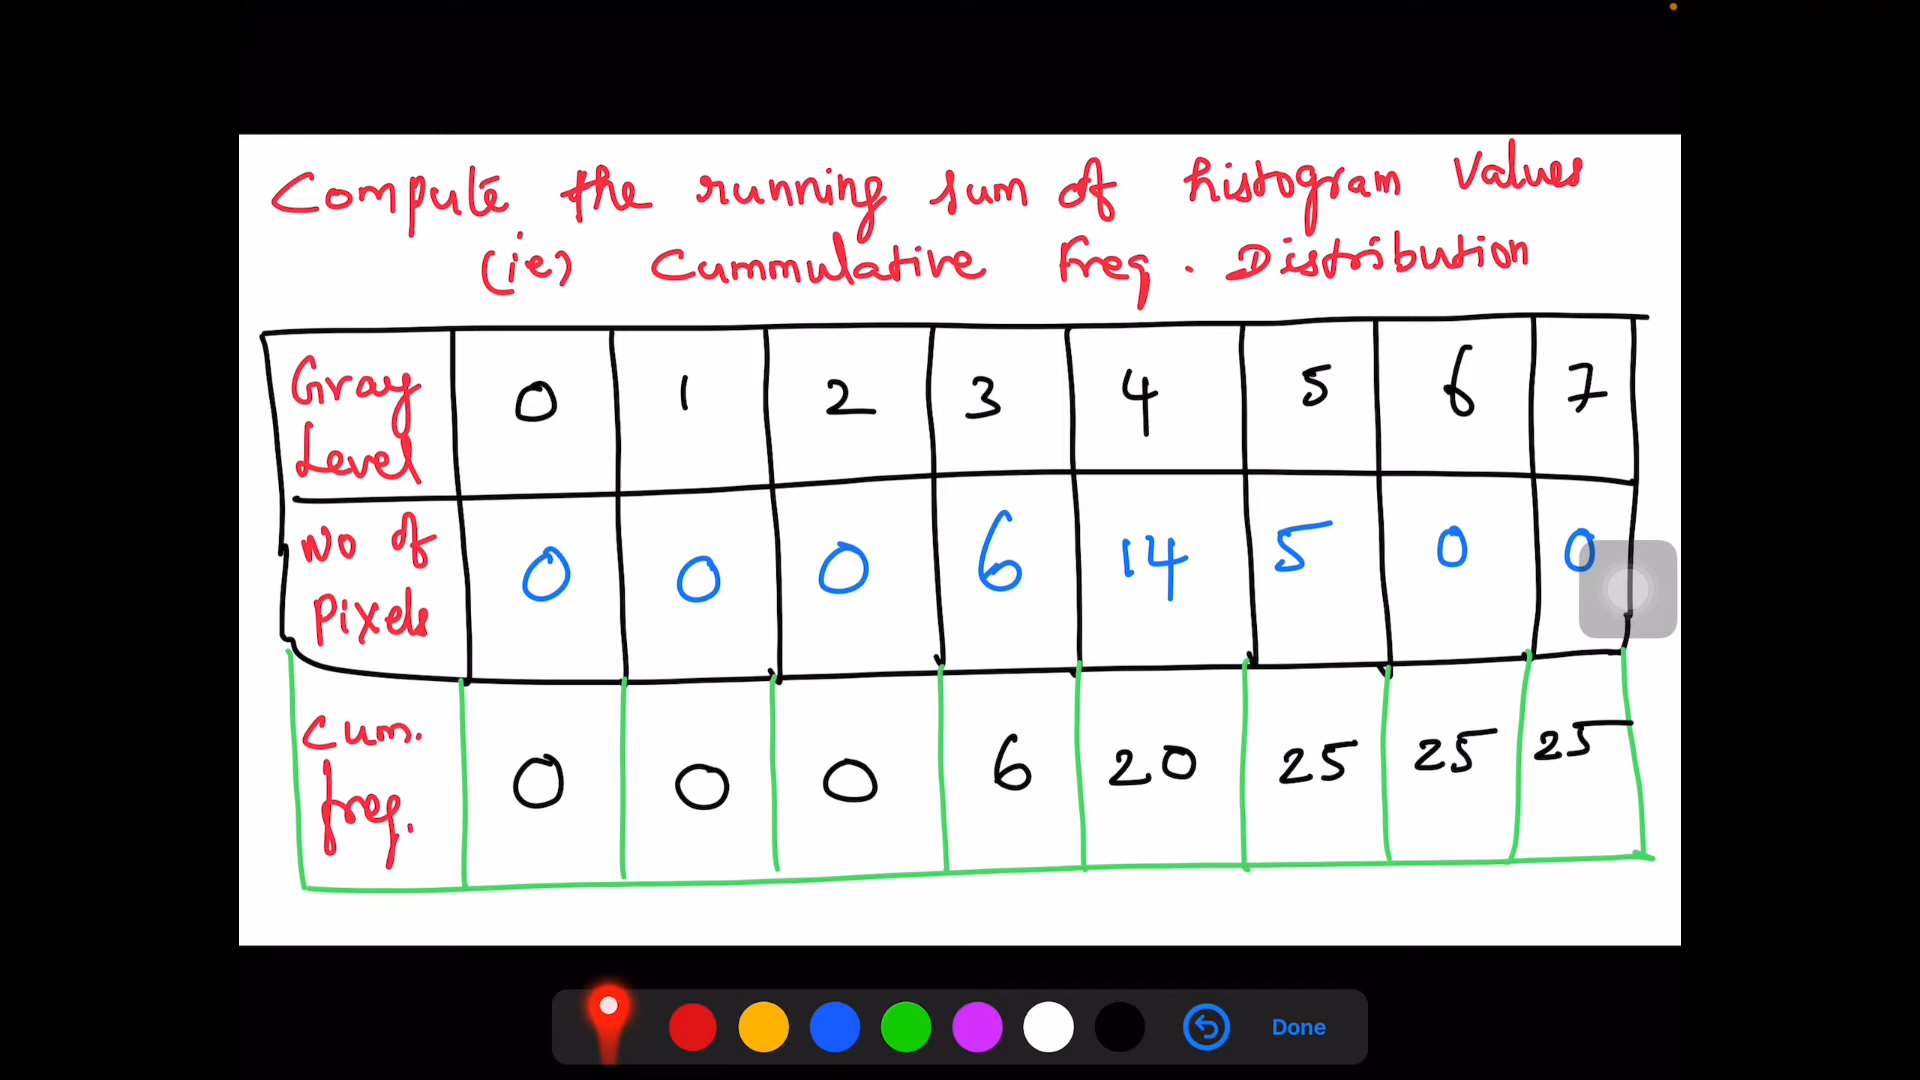 Compute the running sum of histogram Values
(ie) Cummulative Freq. Distribution
Gray Level 0 1 2 3 4 5 6 7
No of Pixels 0 0 0 6 14 5 0 0
Cum. freq. 0 0 0 6 20 25 25 25
Done